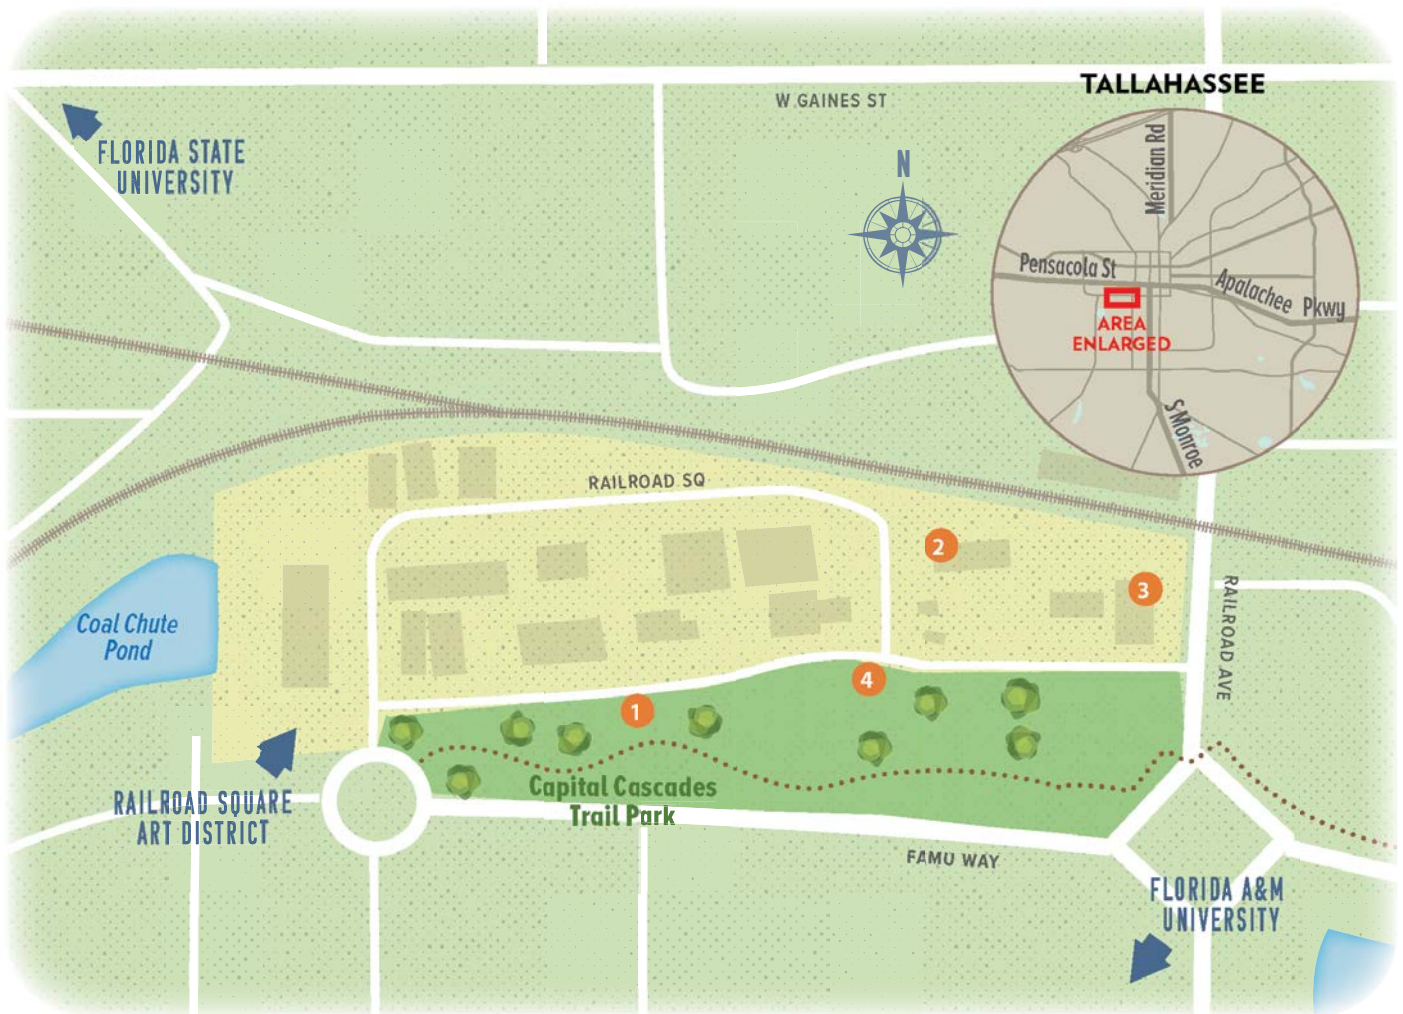 W GAINES ST
TALLAHASSEE
FLORIDA STATE
UNIVERSITY
N
Meridian Rd
Pensacola St
Apalachee Pkwy
AREA
ENLARGED
S Monroe
RAILROAD SQ
2
3
Coal Chute
Pond
RAILROAD AVE
4
1
Capital Cascades
Trail Park
RAILROAD SQUARE
ART DISTRICT
FAMU WAY
FLORIDA A&M
UNIVERSITY